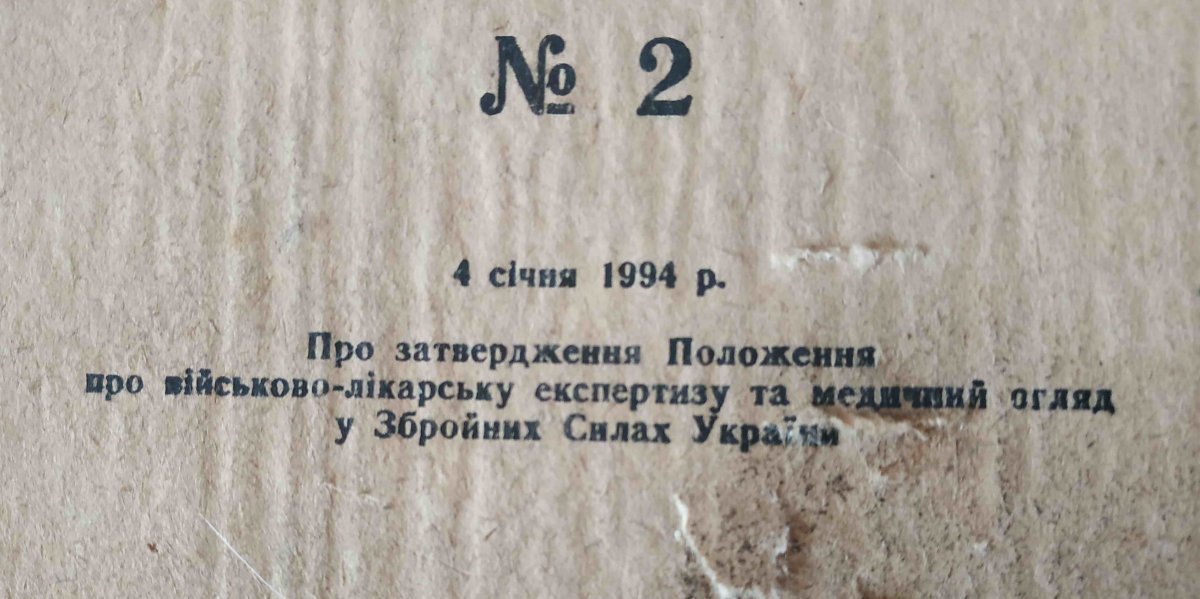 № 2
4 січня 1994 р.
Про затвердження Положення
про військово-лікарську експертизу та медичний огляд
у Збройних Силах України